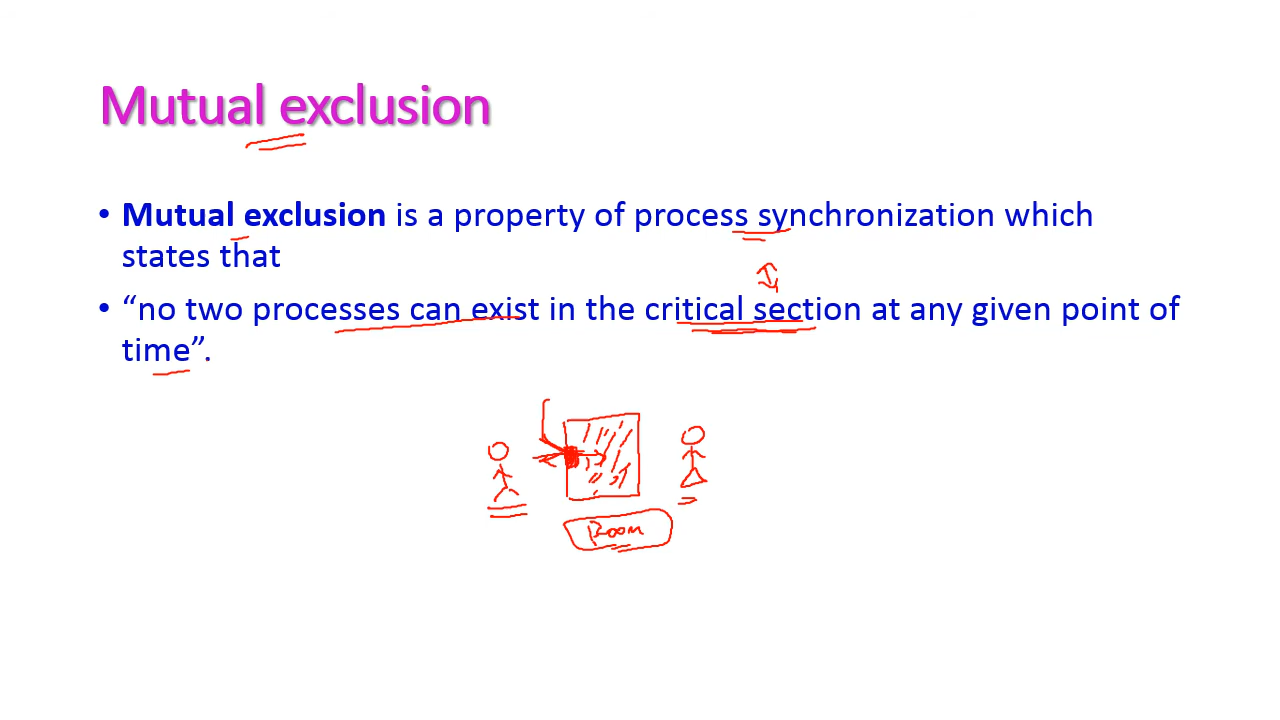 Mutual exclusion
• Mutual exclusion is a property of process synchronization which
states that
• “no two processes can exist in the critical section at any given point of
time”.
Room